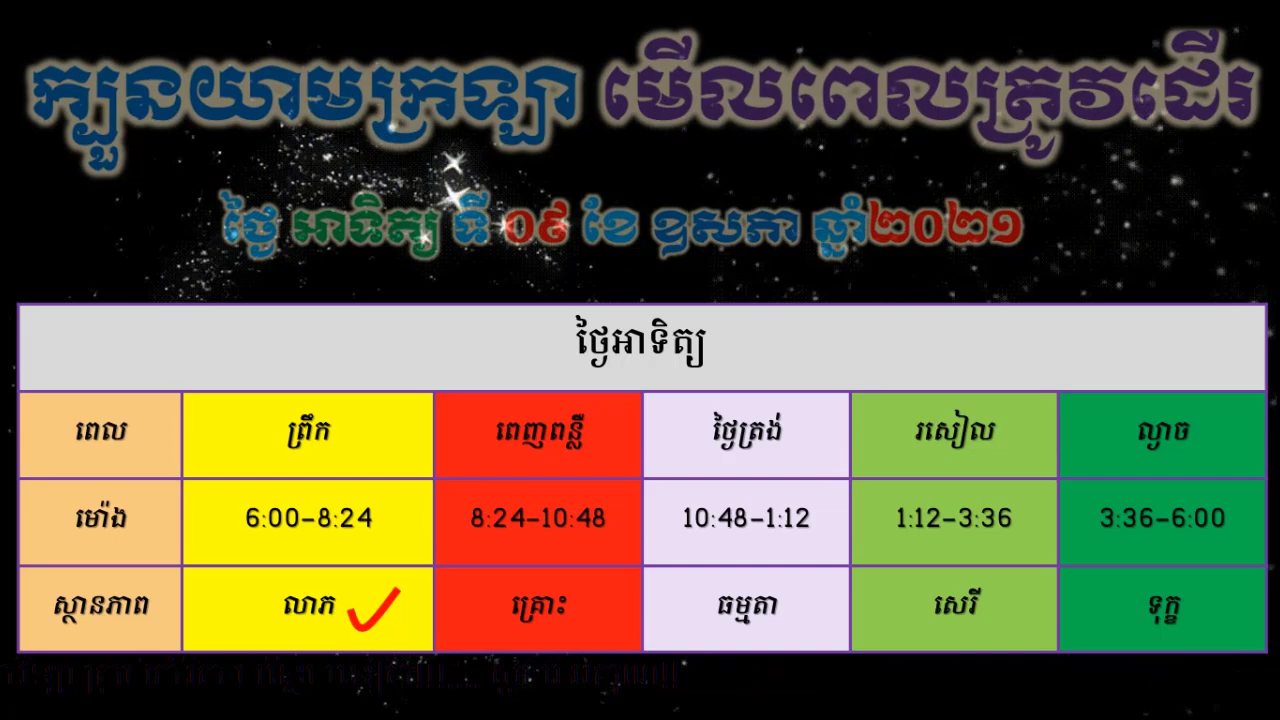 ក្បួនយាមក្រឡា មើលពេលត្រូវដើរ
ថ្ងៃ អាទិត្យ ទី ០៩ ខែ ឧសភា ឆ្នាំ២០២១
ថ្ងៃអាទិត្យ
ពេល ព្រឹក ពេញពន្លឺ ថ្ងៃត្រង់ រសៀល ល្ងាច
ម៉ោង 6:00-8:24 8:24-10:48 10:48-1:12 1:12-3:36 3:36-6:00
ស្ថានភាព លាភ គ្រោះ ធម្មតា សេរី ទុក្ខ